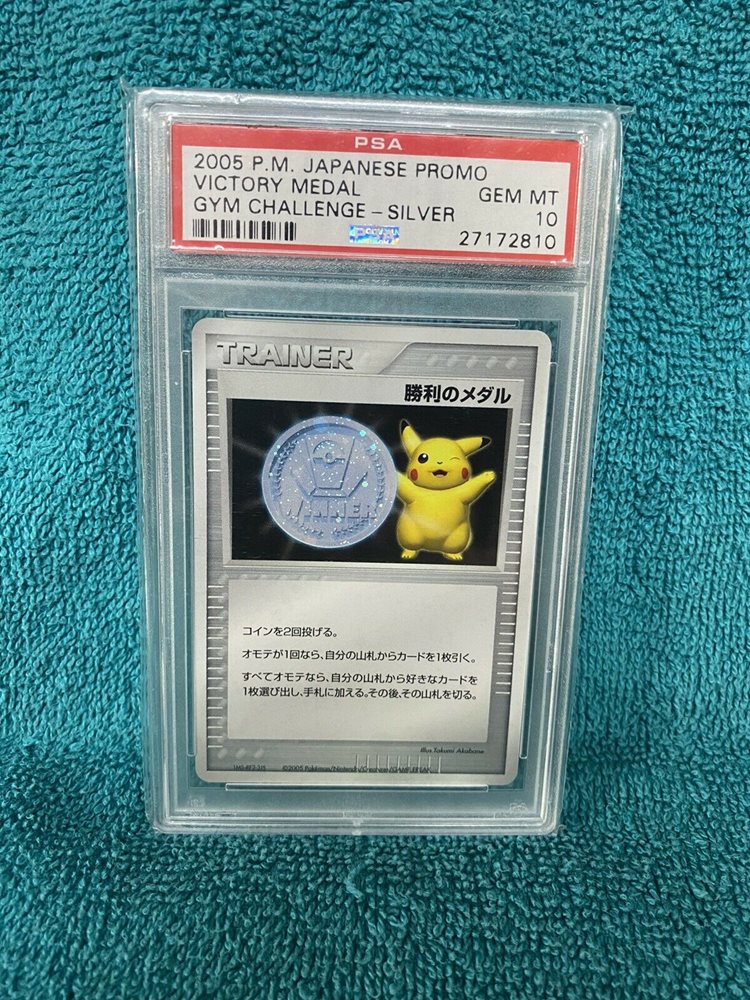 PSA
2005 P.M. JAPANESE PROMO
VICTORY MEDAL GEM MT
GYM CHALLENGE - SILVER 10
27172810
TRAINER
勝利のメダル
WINNER
コインを2回投げる。
オモテが1回なら、自分の山札からカードを1枚引く。
すべてオモテなら、自分の山札から好きなカードを
1枚選び出し、手札に加える。その後、その山札を切る。
Illus. Takumi Akabane
©2005 Pokémon/Nintendo/Creatures/GAME FREAK.